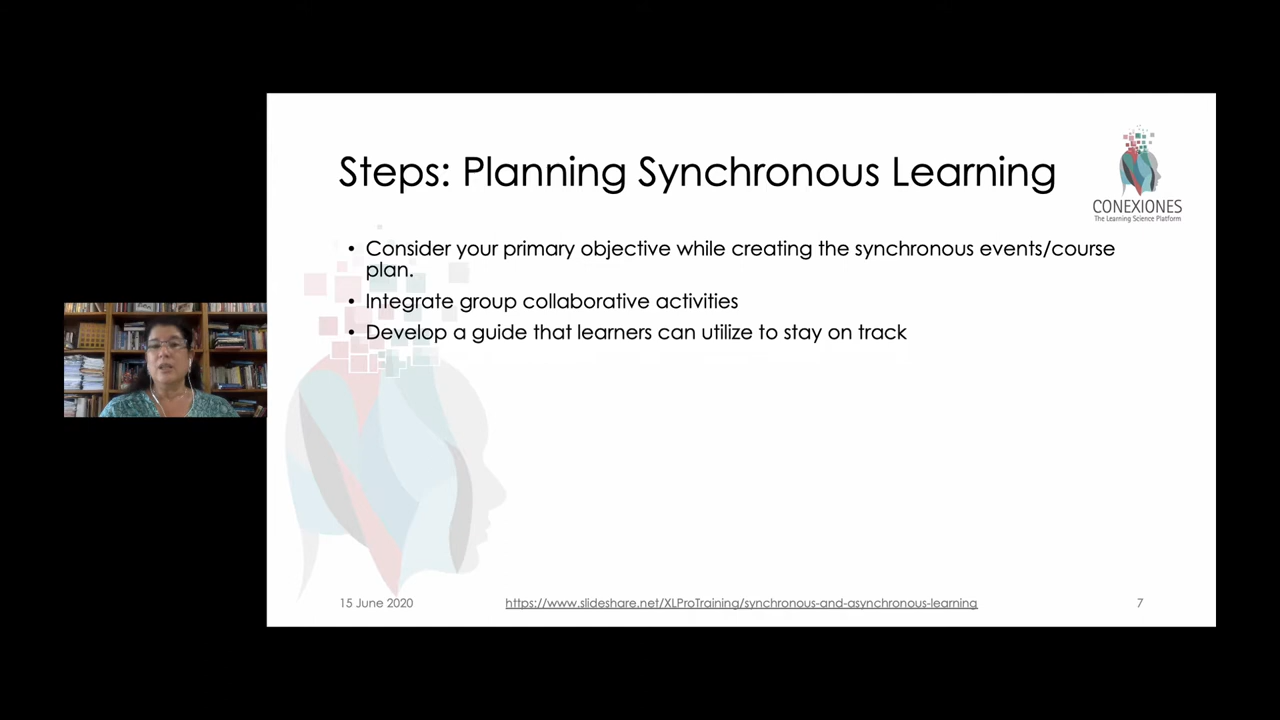 Steps: Planning Synchronous Learning
CONEXIONES
The Learning Science Platform
• Consider your primary objective while creating the synchronous events/course
plan.
• Integrate group collaborative activities
• Develop a guide that learners can utilize to stay on track
15 June 2020
https://www.slideshare.net/XLProTraining/synchronous-and-asynchronous-learning
7